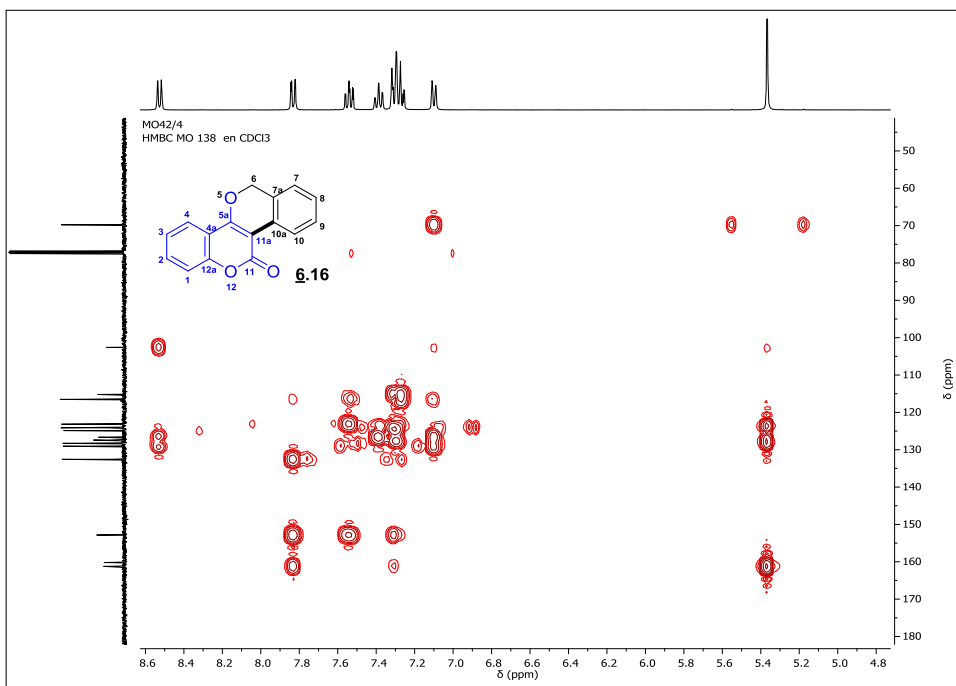 MO42/4
HMBC MO 138 en CDCl3
6
7
O
5
7a
8
4
5a
4a
10a
9
3
11a
10
2
12a
11
O
O
1
12
6.16
50
60
70
80
90
100
110
120
130
140
150
160
170
180
δ (ppm)
8.6 8.4 8.2 8.0 7.8 7.6 7.4 7.2 7.0 6.8 6.6 6.4 6.2 6.0 5.8 5.6 5.4 5.2 5.0 4.8
δ (ppm)